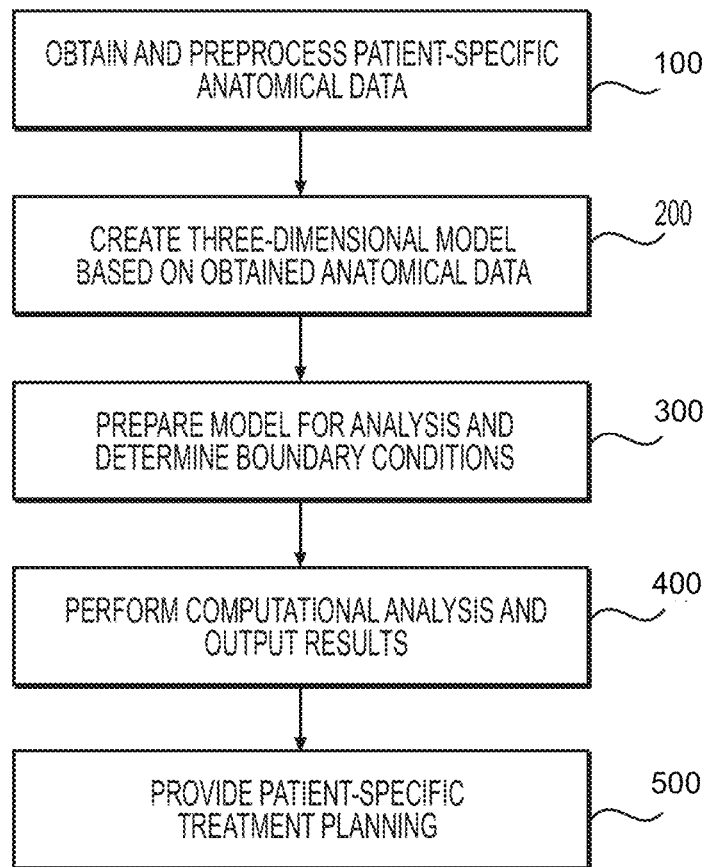 OBTAIN AND PREPROCESS PATIENT-SPECIFIC
ANATOMICAL DATA
100
CREATE THREE-DIMENSIONAL MODEL
BASED ON OBTAINED ANATOMICAL DATA
200
PREPARE MODEL FOR ANALYSIS AND
DETERMINE BOUNDARY CONDITIONS
300
PERFORM COMPUTATIONAL ANALYSIS AND
OUTPUT RESULTS
400
PROVIDE PATIENT-SPECIFIC
TREATMENT PLANNING
500